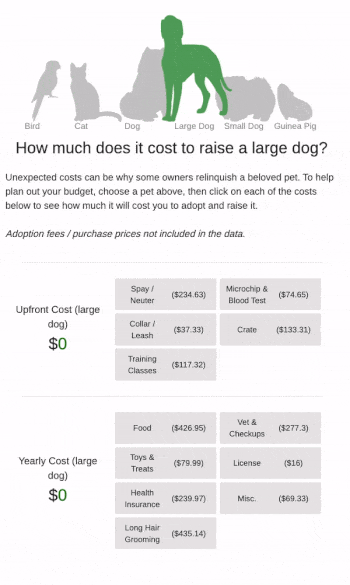 Bird Cat Dog Large Dog Small Dog Guinea Pig
How much does it cost to raise a large dog?
Unexpected costs can be why some owners relinquish a beloved pet. To help
plan out your budget, choose a pet above, then click on each of the costs
below to see how much it will cost you to adopt and raise it.
Adoption fees / purchase prices not included in the data.
Upfront Cost (large
dog)
$0
Spay /
Neuter
($234.63)
Microchip &
Blood Test
($74.65)
Collar /
Leash
($37.33)
Crate ($133.31)
Training
Classes
($117.32)
Yearly Cost (large
dog)
$0
Food ($426.95)
Vet &
Checkups
($277.3)
Toys &
Treats
($79.99)
License ($16)
Health
Insurance
($239.97)
Misc. ($69.33)
Long Hair
Grooming
($435.14)